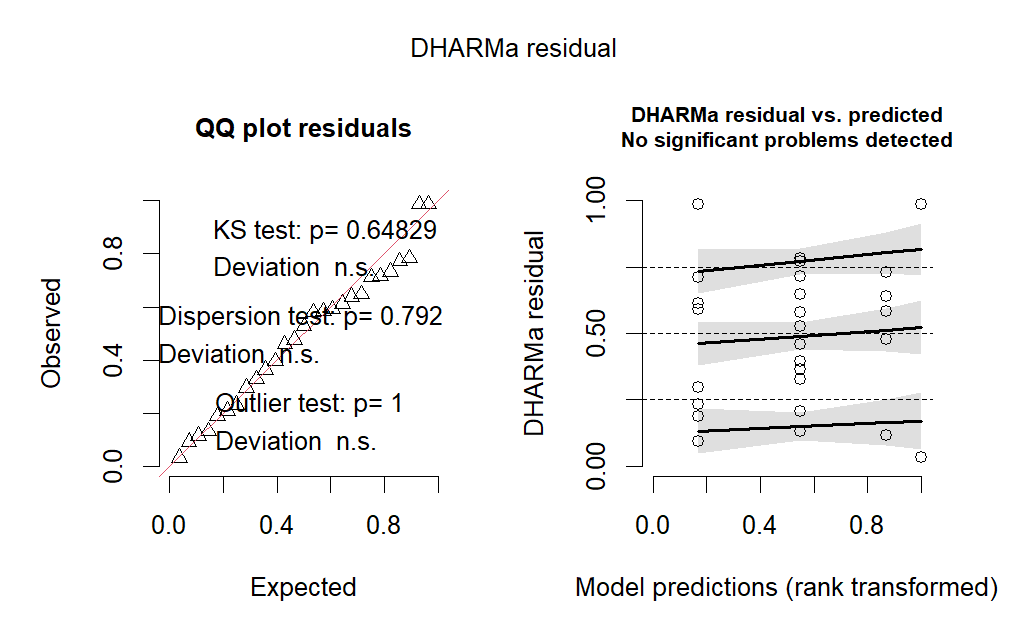 DHARMa residual
QQ plot residuals
KS test: p= 0.64829
Deviation n.s.
Dispersion test: p= 0.792
Deviation n.s.
Outlier test: p= 1
Deviation n.s.
Observed
0.0
0.4
0.8
0.0
0.4
0.8
Expected
DHARMa residual vs. predicted
No significant problems detected
DHARMa residual
0.00
0.50
1.00
0.0
0.4
0.8
Model predictions (rank transformed)